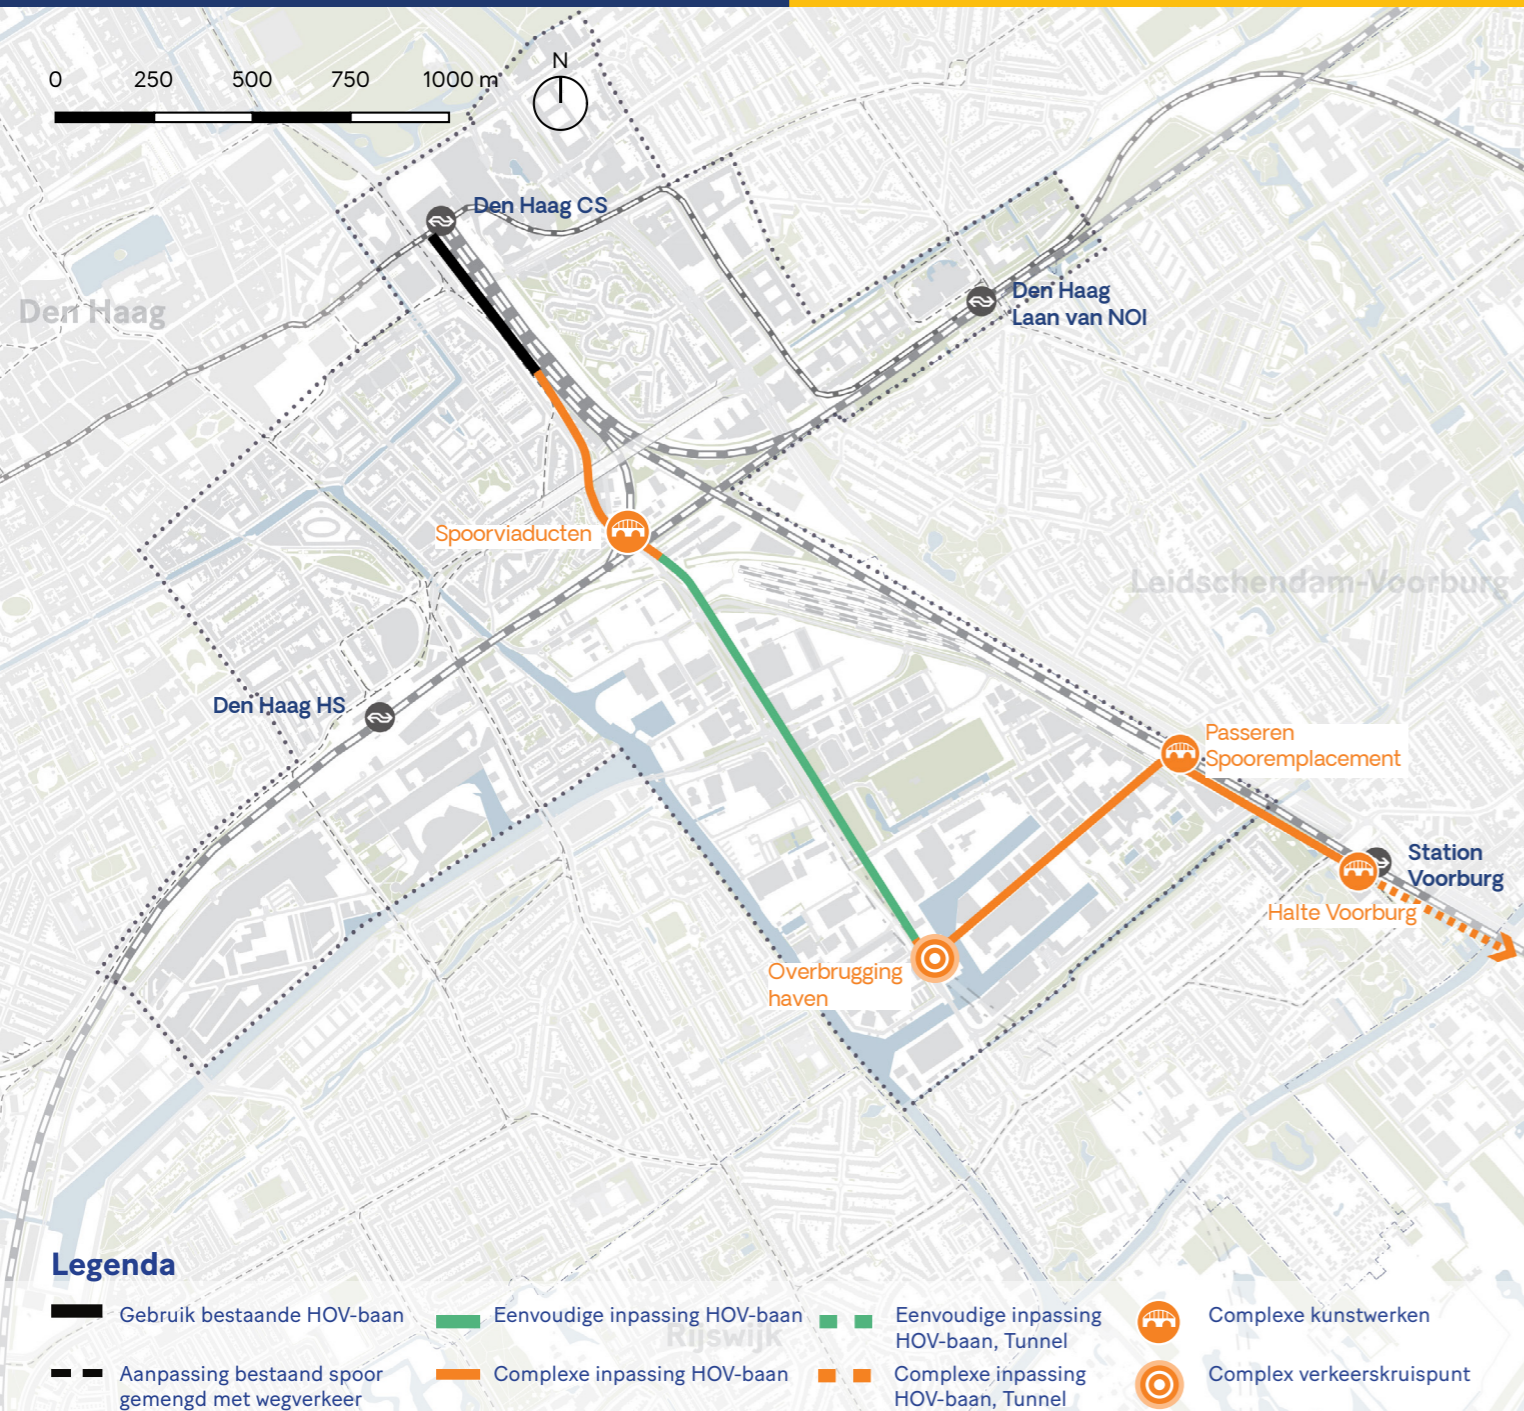 0 250 500 750 1000 m
N
Den Haag CS
Den Haag
Den Haag
Laan van NOI
Spoorviaducten
Leidschendam-Voorburg
Den Haag HS
Passeren
Spooremplacement
Station
Voorburg
Halte Voorburg
Overbrugging
haven
Rijswijk
Legenda
Gebruik bestaande HOV-baan
Aanpassing bestaand spoor
gemengd met wegverkeer
Eenvoudige inpassing HOV-baan
Complexe inpassing HOV-baan
Eenvoudige inpassing
HOV-baan, Tunnel
Complexe inpassing
HOV-baan, Tunnel
Complexe kunstwerken
Complex verkeerskruispunt